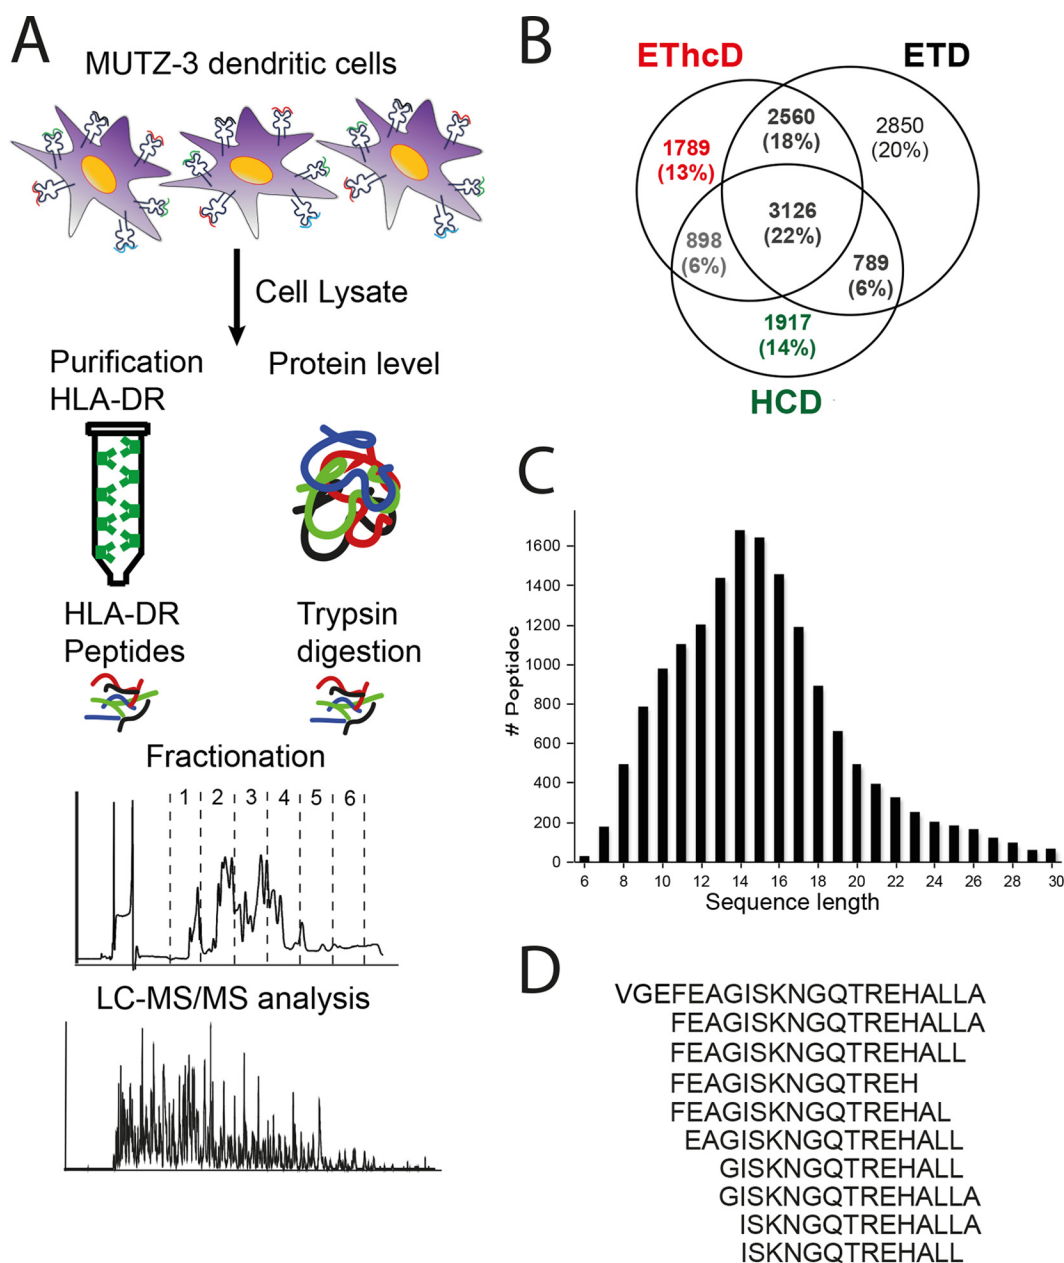 A
MUTZ-3 dendritic cells
Cell Lysate
Purification
HLA-DR
Protein level
HLA-DR
Peptides
Trypsin
digestion
Fractionation
1 2 3 4 5 6
LC-MS/MS analysis
B
EThcD
ETD
2560
(18%)
2850
(20%)
1789
(13%)
3126
(22%)
898
(6%)
789
(6%)
1917
(14%)
HCD
C
# Poptidoc
1600
1400
1200
1000
800
600
400
200
0
6 8 10 12 14 16 18 20 22 24 26 28 30
Sequence length
D
VGEFEAGISKNGQTREHALLA
FEAGISKNGQTREHALLA
FEAGISKNGQTREHALL
FEAGISKNGQTREH
FEAGISKNGQTREHAL
EAGISKNGQTREHALL
GISKNGQTREHALL
GISKNGQTREHALLA
ISKNGQTREHALLA
ISKNGQTREHALL